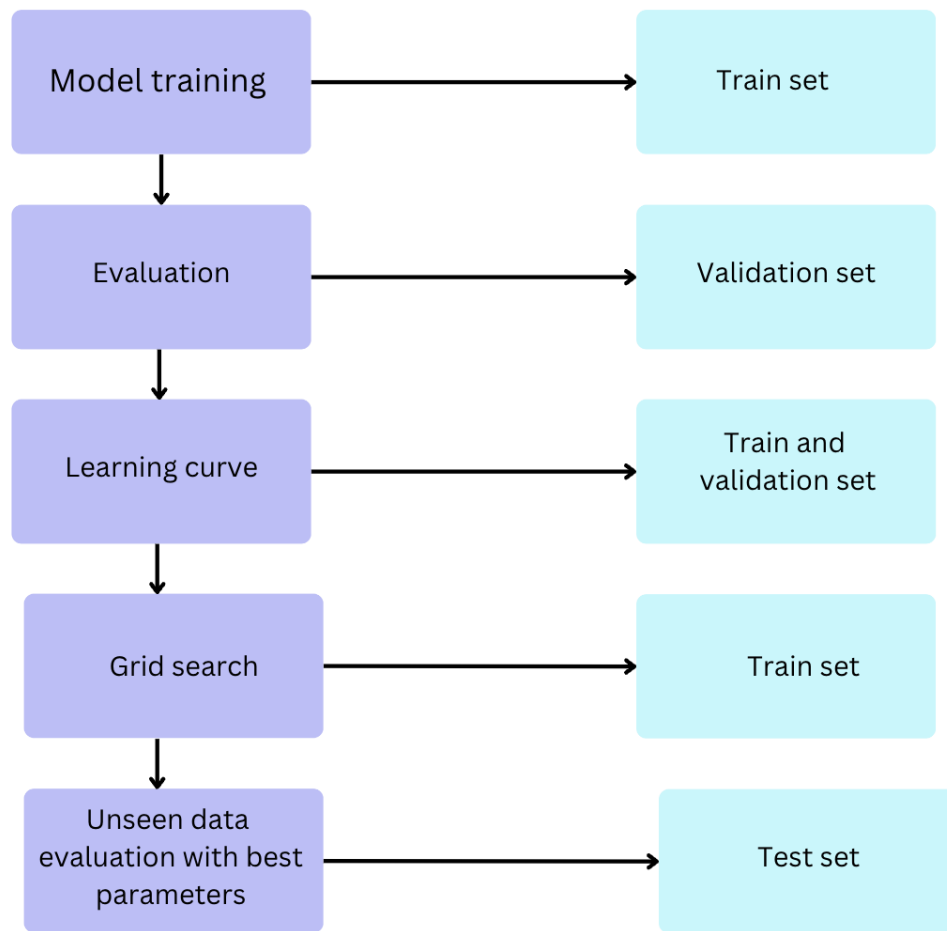 Model training
Train set
Evaluation
Validation set
Learning curve
Train and
validation set
Grid search
Train set
Unseen data
evaluation with best
parameters
Test set